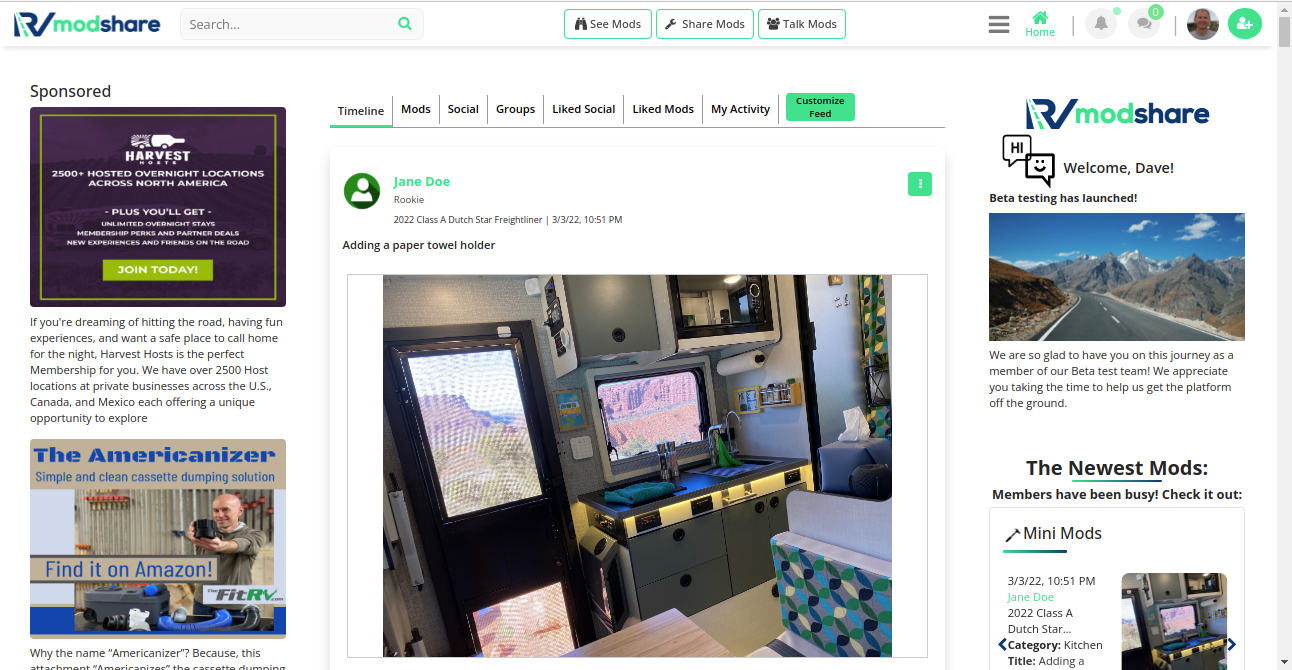 RVmodshare
Search...
See Mods
Share Mods
Talk Mods
Home
0
Sponsored
HARVEST
HOSTS
2500+ HOSTED OVERNIGHT LOCATIONS
ACROSS NORTH AMERICA
- PLUS YOU'LL GET -
UNLIMITED OVERNIGHT STAYS
MEMBERSHIP PERKS AND PARTNER DEALS
NEW EXPERIENCES AND FRIENDS ON THE ROAD
JOIN TODAY!
If you're dreaming of hitting the road, having fun
experiences, and want a safe place to call home
for the night, Harvest Hosts is the perfect
Membership for you. We have over 2500 Host
locations at private businesses across the U.S.,
Canada, and Mexico each offering a unique
opportunity to explore
The Americanizer
Simple and clean cassette dumping solution
Find it on Amazon!
The FitRV.com
Why the name “Americanizer”? Because, this
attachment “Americanizes” the cassette dumping
Timeline
Mods
Social
Groups
Liked Social
Liked Mods
My Activity
Customize
Feed
Jane Doe
Rookie
2022 Class A Dutch Star Freightliner | 3/3/22, 10:51 PM
Adding a paper towel holder
RVmodshare
HI
Welcome, Dave!
Beta testing has launched!
We are so glad to have you on this journey as a
member of our Beta test team! We appreciate
you taking the time to help us get the platform
off the ground.
The Newest Mods:
Members have been busy! Check it out:
Mini Mods
3/3/22, 10:51 PM
Jane Doe
2022 Class A
Dutch Star...
Category: Kitchen
Title: Adding a